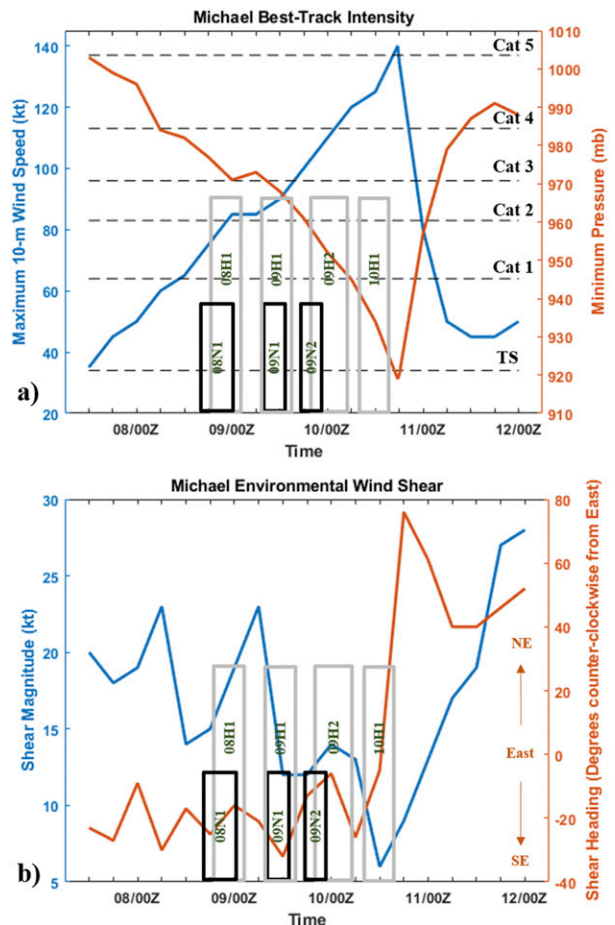 Michael Best-Track Intensity
Maximum 10-m Wind Speed (kt)
140
120
100
80
60
40
20
Cat 5
Cat 4
Cat 3
Cat 2
Cat 1
TS
08H1
09H1
09H2
10H1
08N1
09N1
09N2
1010
1000
990
980
970
960
950
940
930
920
910
Minimum Pressure (mb)
a)
08/00Z 09/00Z 10/00Z 11/00Z 12/00Z
Time
Michael Environmental Wind Shear
Shear Magnitude (kt)
30
25
20
15
10
5
08H1
09H1
09H2
10H1
08N1
09N1
09N2
NE
East
SE
80
60
40
20
0
-20
-40
Shear Heading (Degrees counter-clockwise from East)
b)
08/00Z 09/00Z 10/00Z 11/00Z 12/00Z
Time